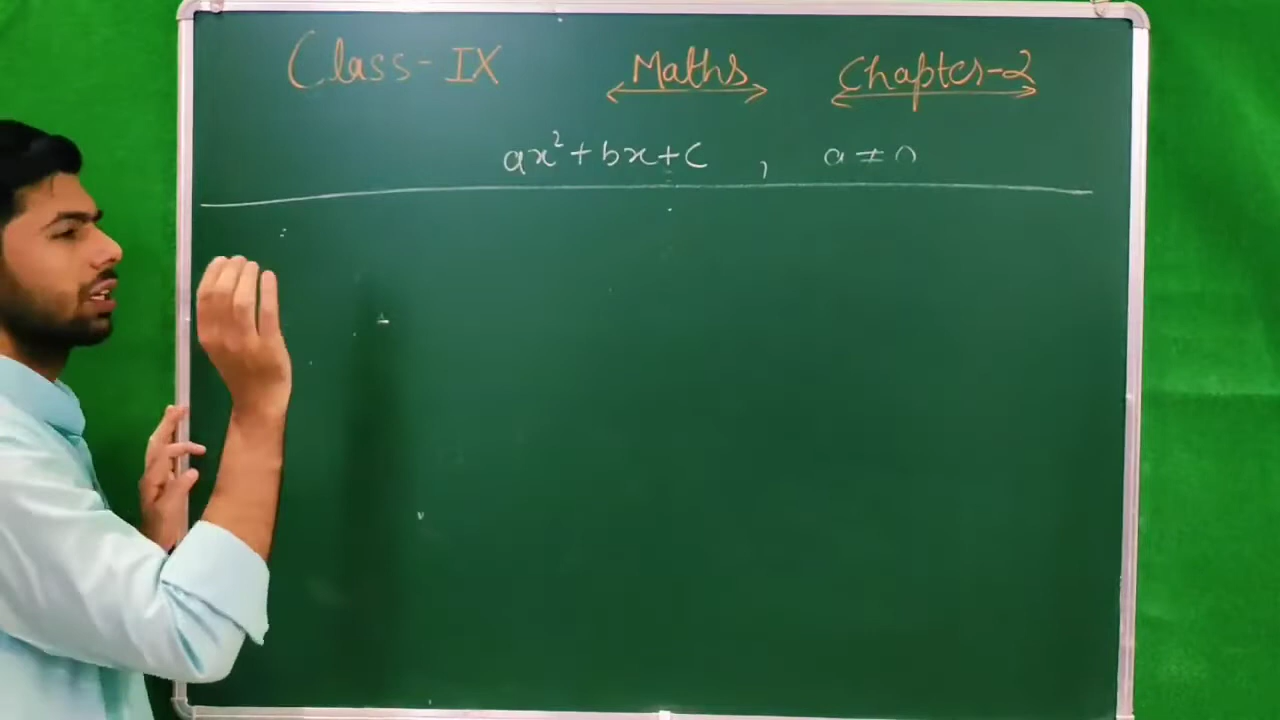 Class-IX Maths Chapter-2
ax²+bx+c , a≠0